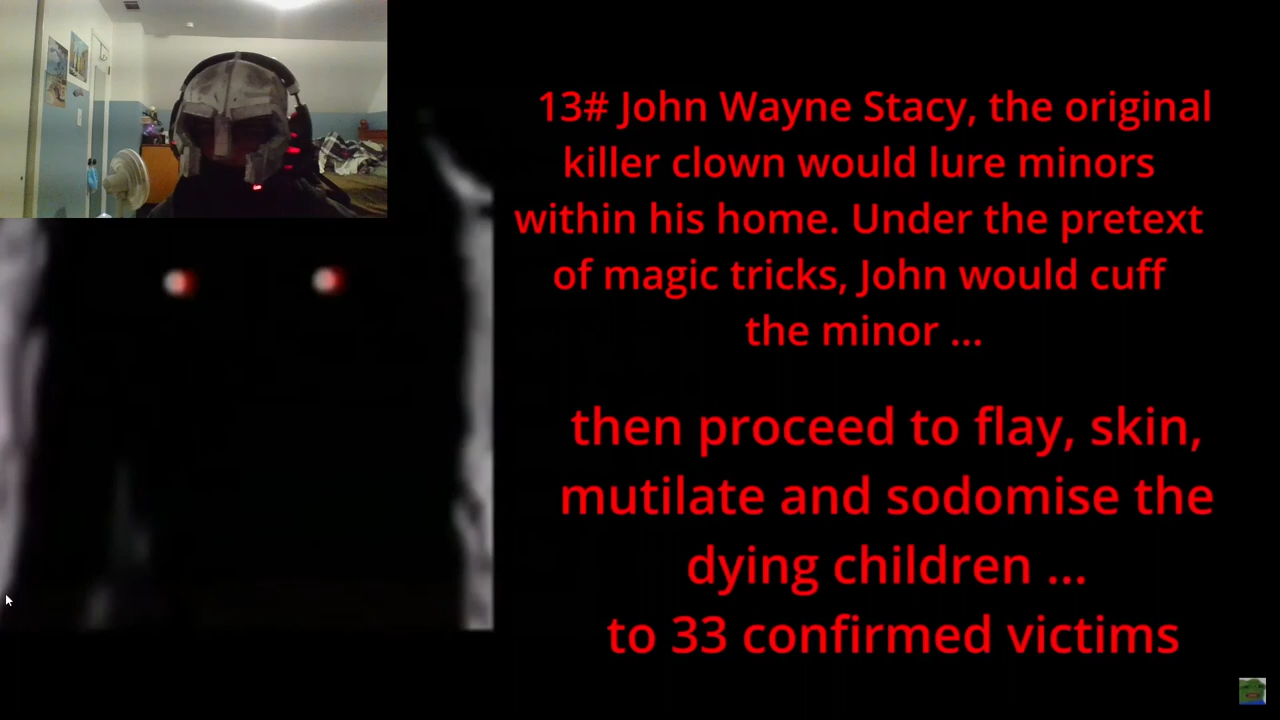 13# John Wayne Stacy, the original
killer clown would lure minors
within his home. Under the pretext
of magic tricks, John would cuff
the minor ...
then proceed to flay, skin,
mutilate and sodomise the
dying children ...
to 33 confirmed victims